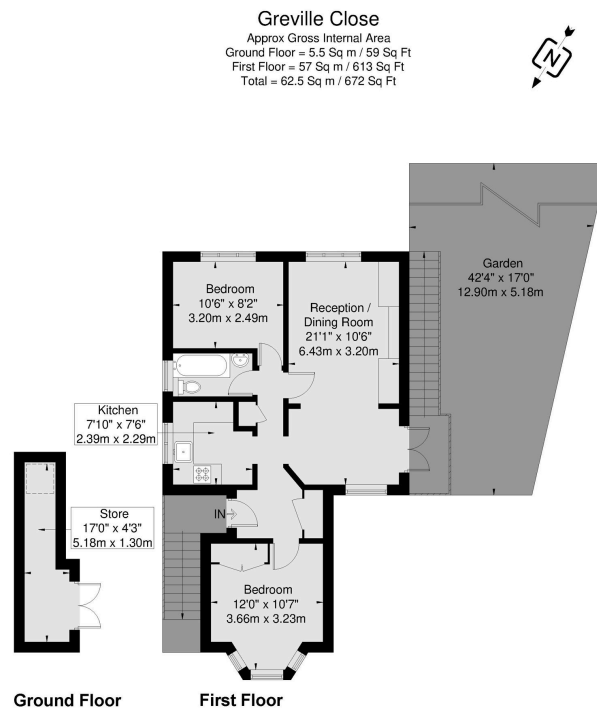 Greville Close
Approx Gross Internal Area
Ground Floor = 5.5 Sq m / 59 Sq Ft
First Floor = 57 Sq m / 613 Sq Ft
Total = 62.5 Sq m / 672 Sq Ft
N
Garden
42'4" x 17'0"
12.90m x 5.18m
Bedroom
10'6" x 8'2"
3.20m x 2.49m
Reception /
Dining Room
21'1" x 10'6"
6.43m x 3.20m
Kitchen
7'10" x 7'6"
2.39m x 2.29m
Store
17'0" x 4'3"
5.18m x 1.30m
IN
Bedroom
12'0" x 10'7"
3.66m x 3.23m
Ground Floor
First Floor